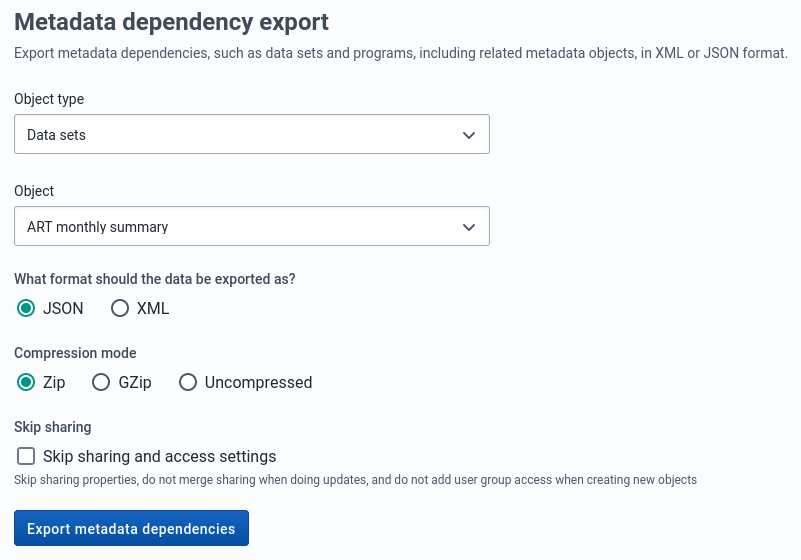 Metadata dependency export
Export metadata dependencies, such as data sets and programs, including related metadata objects, in XML or JSON format.
Object type
Data sets
Object
ART monthly summary
What format should the data be exported as?
JSON XML
Compression mode
Zip GZip Uncompressed
Skip sharing
Skip sharing and access settings
Skip sharing properties, do not merge sharing when doing updates, and do not add user group access when creating new objects
Export metadata dependencies